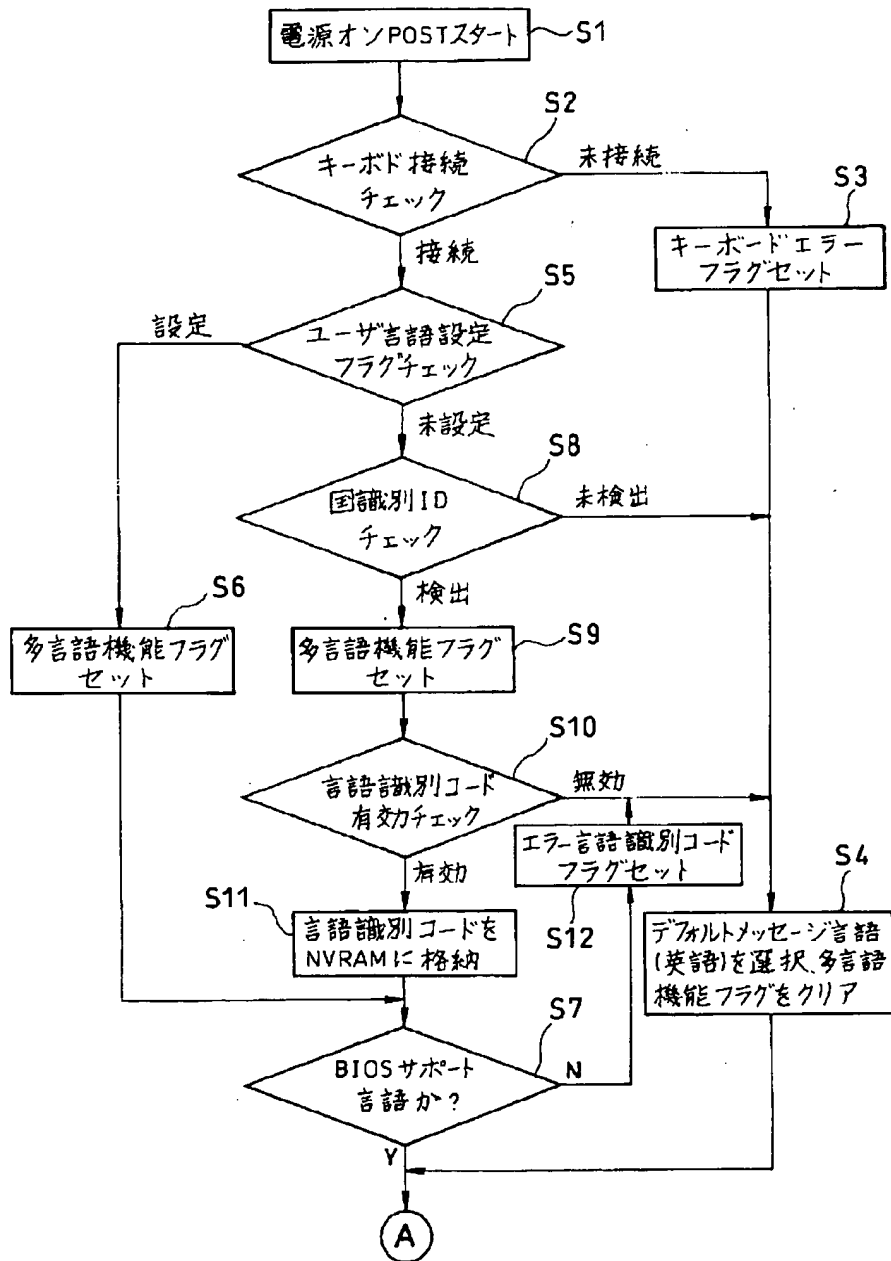 電源オンPOSTスタート
S1
S2
キーボド接続
チェック
未接続
S3
キーボードエラー
フラグセット
接続
S5
設定
ユーザ言語設定
フラグチェック
未設定
S8
国識別ID
チェック
未検出
検出
S6
多言語機能フラグ
セット
S9
多言語機能フラグ
セット
S10
言語識別コード
有効チェック
無効
有効
エラー言語識別コード
フラグセット
S12
S4
デフォルトメッセージ言語
(英語)を選択、多言語
機能フラグをクリア
S11
言語識別コードを
NVRAMに格納
S7
BIOSサポート
言語か?
N
Y
A